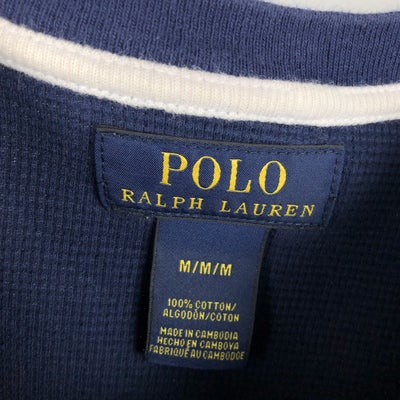 POLO
RALPH LAUREN
M/M/M
100% COTTON/
ALGODÓN/COTON
MADE IN CAMBODIA
HECHO EN CAMBOYA
FABRIQUÉ AU CAMBODGE